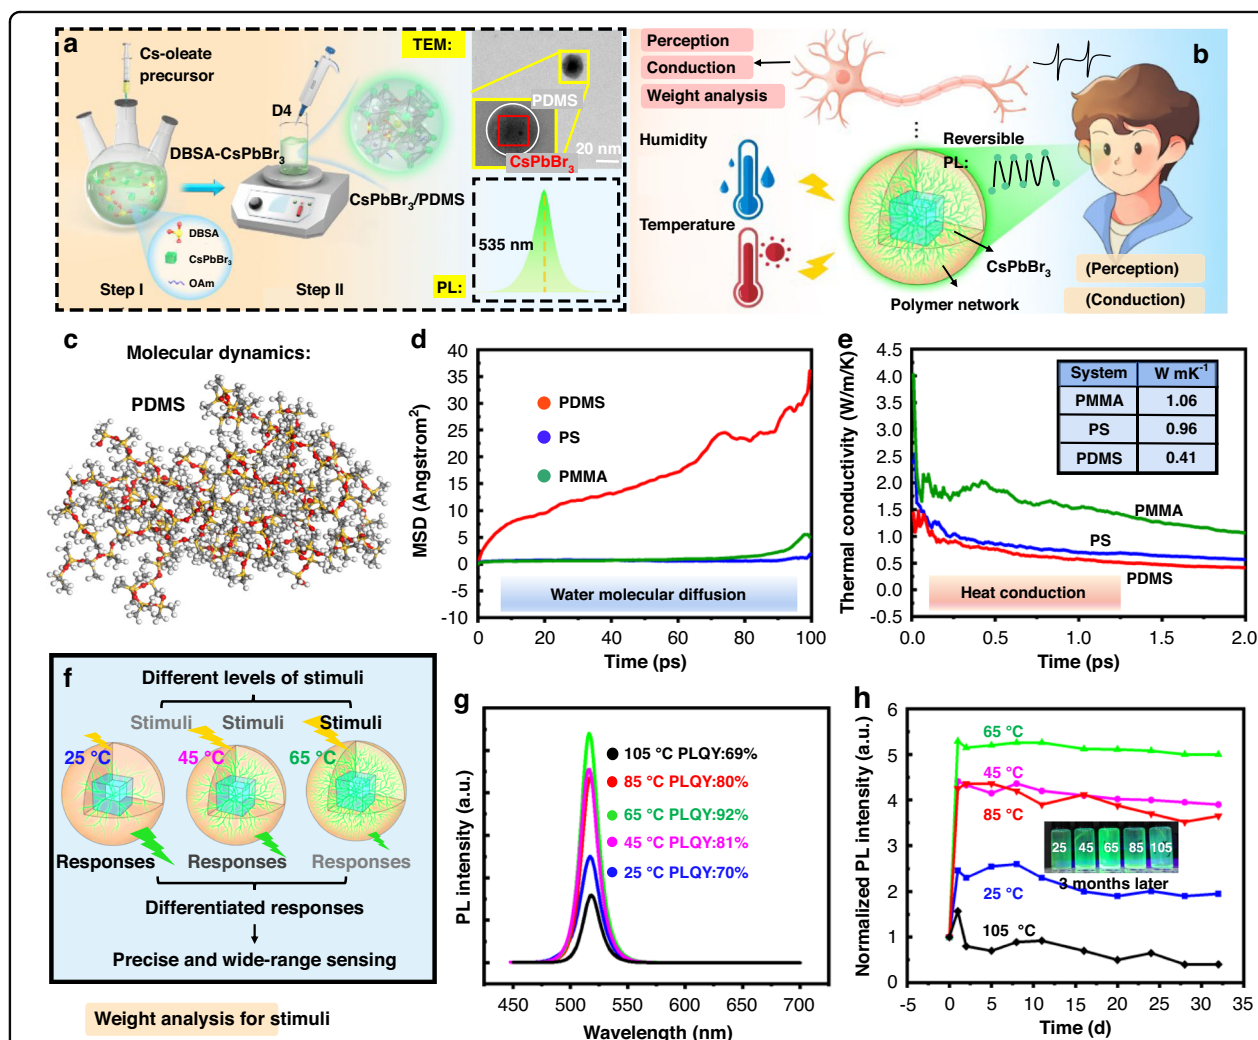 a
Cs-oleate
precursor
TEM:
D4
DBSA-CsPbBr₃
CsPbBr₃/PDMS
DBSA
CsPbBr₃
OAm
Step I
Step II
PDMS
CsPbBr₃
20 nm
535 nm
PL:
b
Perception
Conduction
Weight analysis
Humidity
Temperature
Reversible
PL:
CsPbBr₃
Polymer network
(Perception)
(Conduction)
c
Molecular dynamics:
PDMS
d
MSD (Angstrom²)
40
35
30
25
20
15
10
5
0
-5
-10
PDMS
PS
PMMA
Water molecular diffusion
0
20
40
60
80
100
Time (ps)
e
Thermal conductivity (W/m/K)
4.5
4.0
3.5
3.0
2.5
2.0
1.5
1.0
0.5
0.0
-0.5
System W mK⁻¹
PMMA 1.06
PS 0.96
PDMS 0.41
PMMA
PS
PDMS
Heat conduction
0.0
0.5
1.0
1.5
2.0
Time (ps)
f
Different levels of stimuli
Stimuli Stimuli Stimuli
25 °C 45 °C 65 °C
Responses Responses Responses
Differentiated responses
Precise and wide-range sensing
Weight analysis for stimuli
g
PL intensity (a.u.)
105 °C PLQY:69%
85 °C PLQY:80%
65 °C PLQY:92%
45 °C PLQY:81%
25 °C PLQY:70%
450
500
550
600
650
700
Wavelength (nm)
h
Normalized PL intensity (a.u.)
6
5
4
3
2
1
0
65 °C
45 °C
85 °C
25 45 65 85 105
3 months later
25 °C
105 °C
-5
0
5
10
15
20
25
30
35
Time (d)